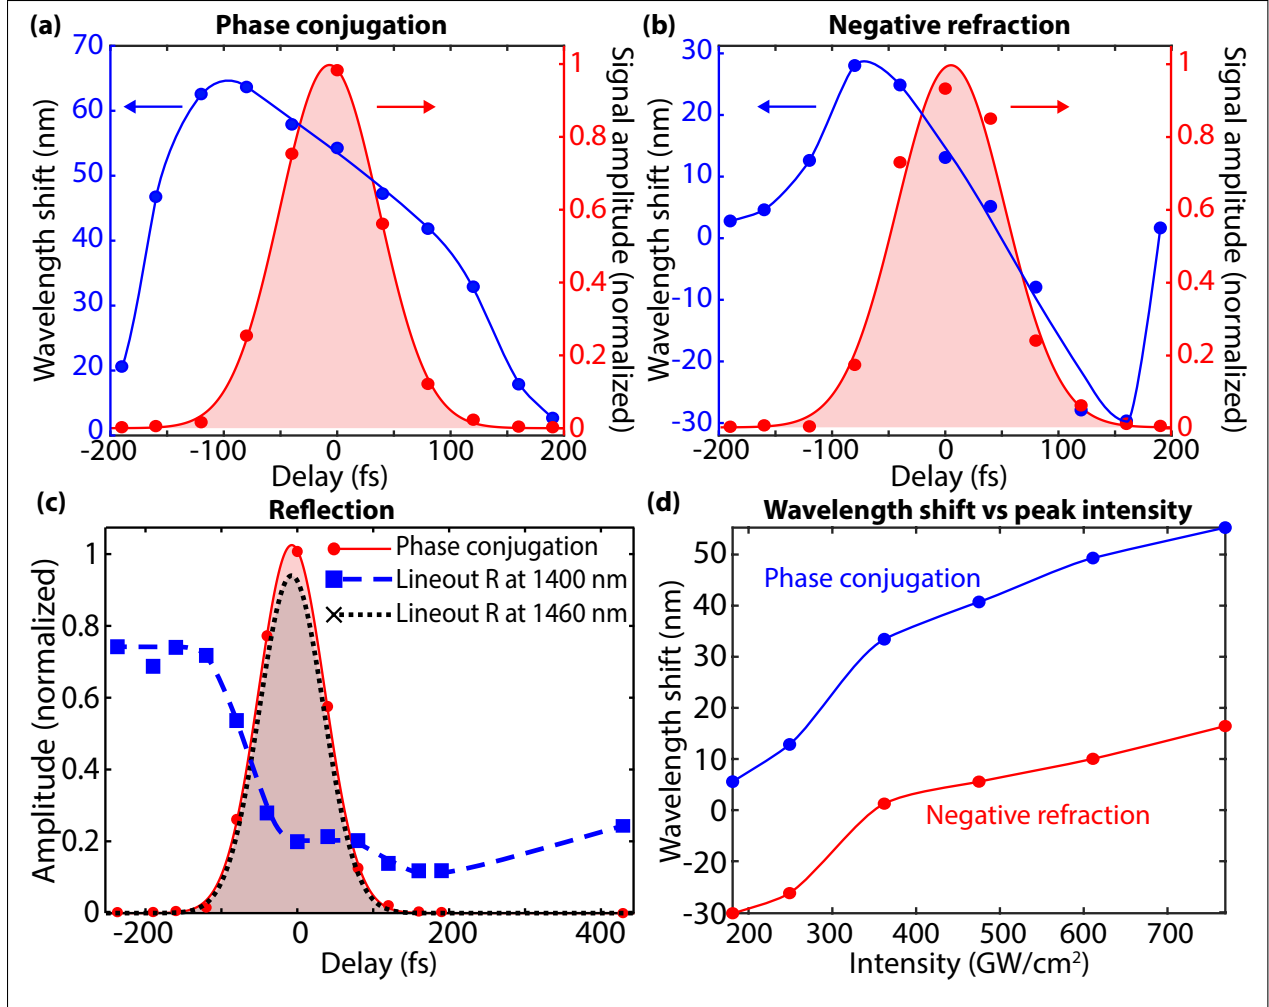 (a) Phase conjugation
70
60
50
40
30
20
0
Wavelength shift (nm)
1
0.8
0.6
0.4
0.2
0
Signal amplitude (normalized)
-200 -100 0 100 200
Delay (fs)
(b) Negative refraction
30
20
10
0
-10
-20
-30
Wavelength shift (nm)
1
0.8
0.6
0.4
0.2
0
Signal amplitude (normalized)
-200 -100 0 100 200
Delay (fs)
(c) Reflection
1
0.8
0.6
0.4
0.2
0
Amplitude (normalized)
Phase conjugation
Lineout R at 1400 nm
Lineout R at 1460 nm
-200 0 200 400
Delay (fs)
(d) Wavelength shift vs peak intensity
50
40
30
20
10
0
-20
-30
Wavelength shift (nm)
Phase conjugation
Negative refraction
200 300 400 500 600 700
Intensity (GW/cm²)